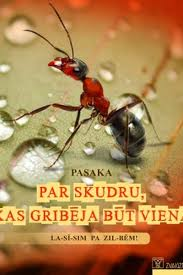 PASAKA
PAR SKUDRU,
KAS GRIBĒJA BŪT VIENA
LA-SĪ-SIM PA ZIL-BĒM!